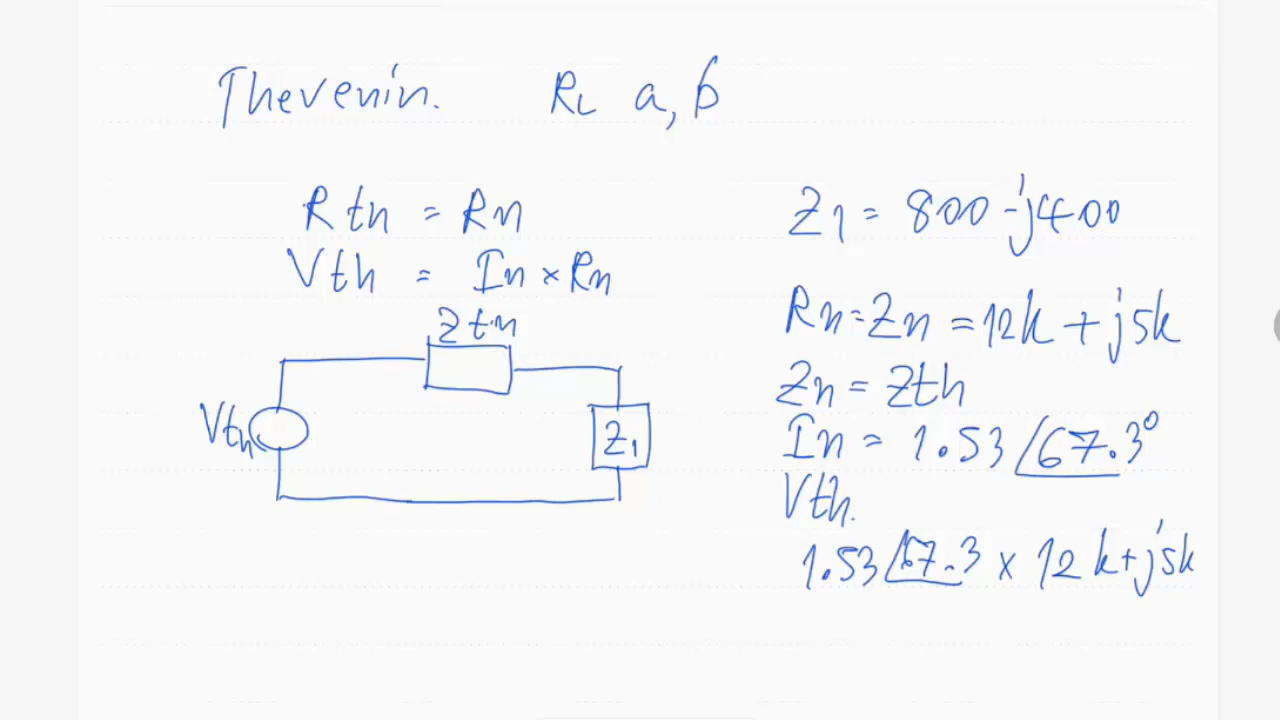 Thevenin. RL a, b
Rth = Rn
Vth = In × Rn
Zth
Vth
Z1
Z1 = 800 - j400
Rn = Zn = 12k + j5k
Zn = Zth
In = 1.53 ∠67.3°
Vth.
1.53 ∠67.3 × 12k + j5k